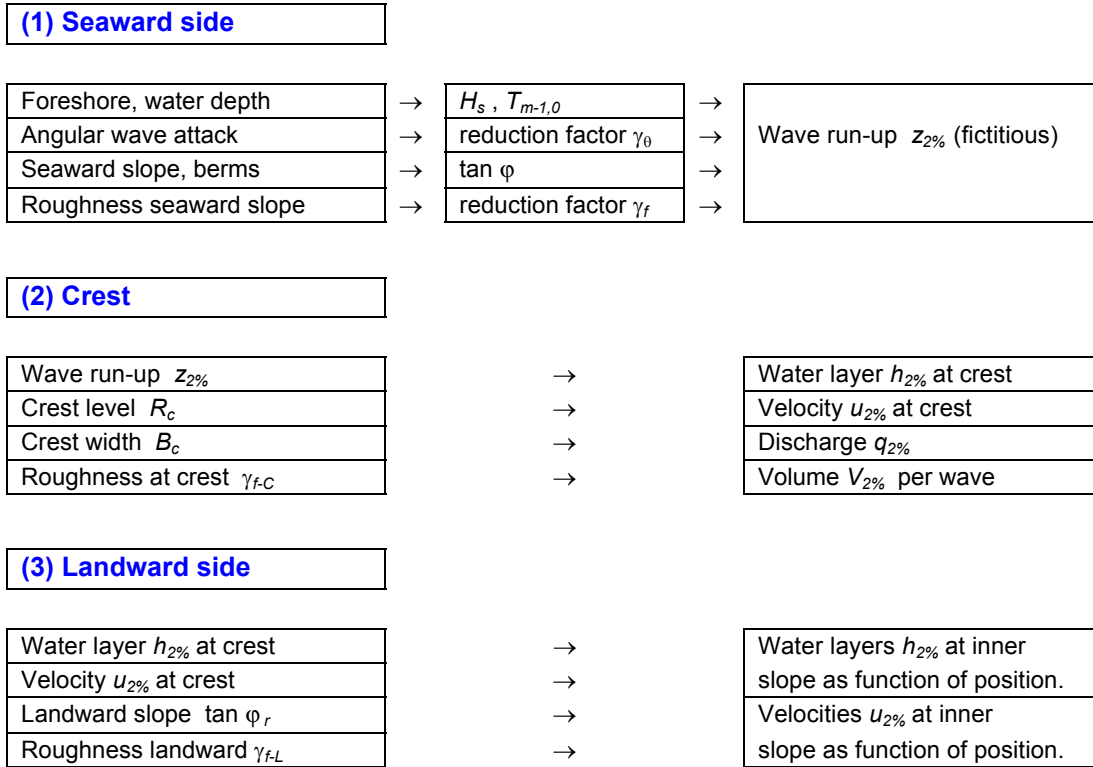 (1) Seaward side
Foreshore, water depth → Hs , Tm-1,0 →
Angular wave attack → reduction factor γθ → Wave run-up z2% (fictitious)
Seaward slope, berms → tan φ →
Roughness seaward slope → reduction factor γf →
(2) Crest
Wave run-up z2% → Water layer h2% at crest
Crest level Rc → Velocity u2% at crest
Crest width Bc → Discharge q2%
Roughness at crest γf-C → Volume V2% per wave
(3) Landward side
Water layer h2% at crest → Water layers h2% at inner
Velocity u2% at crest → slope as function of position.
Landward slope tan φr → Velocities u2% at inner
Roughness landward γf-L → slope as function of position.